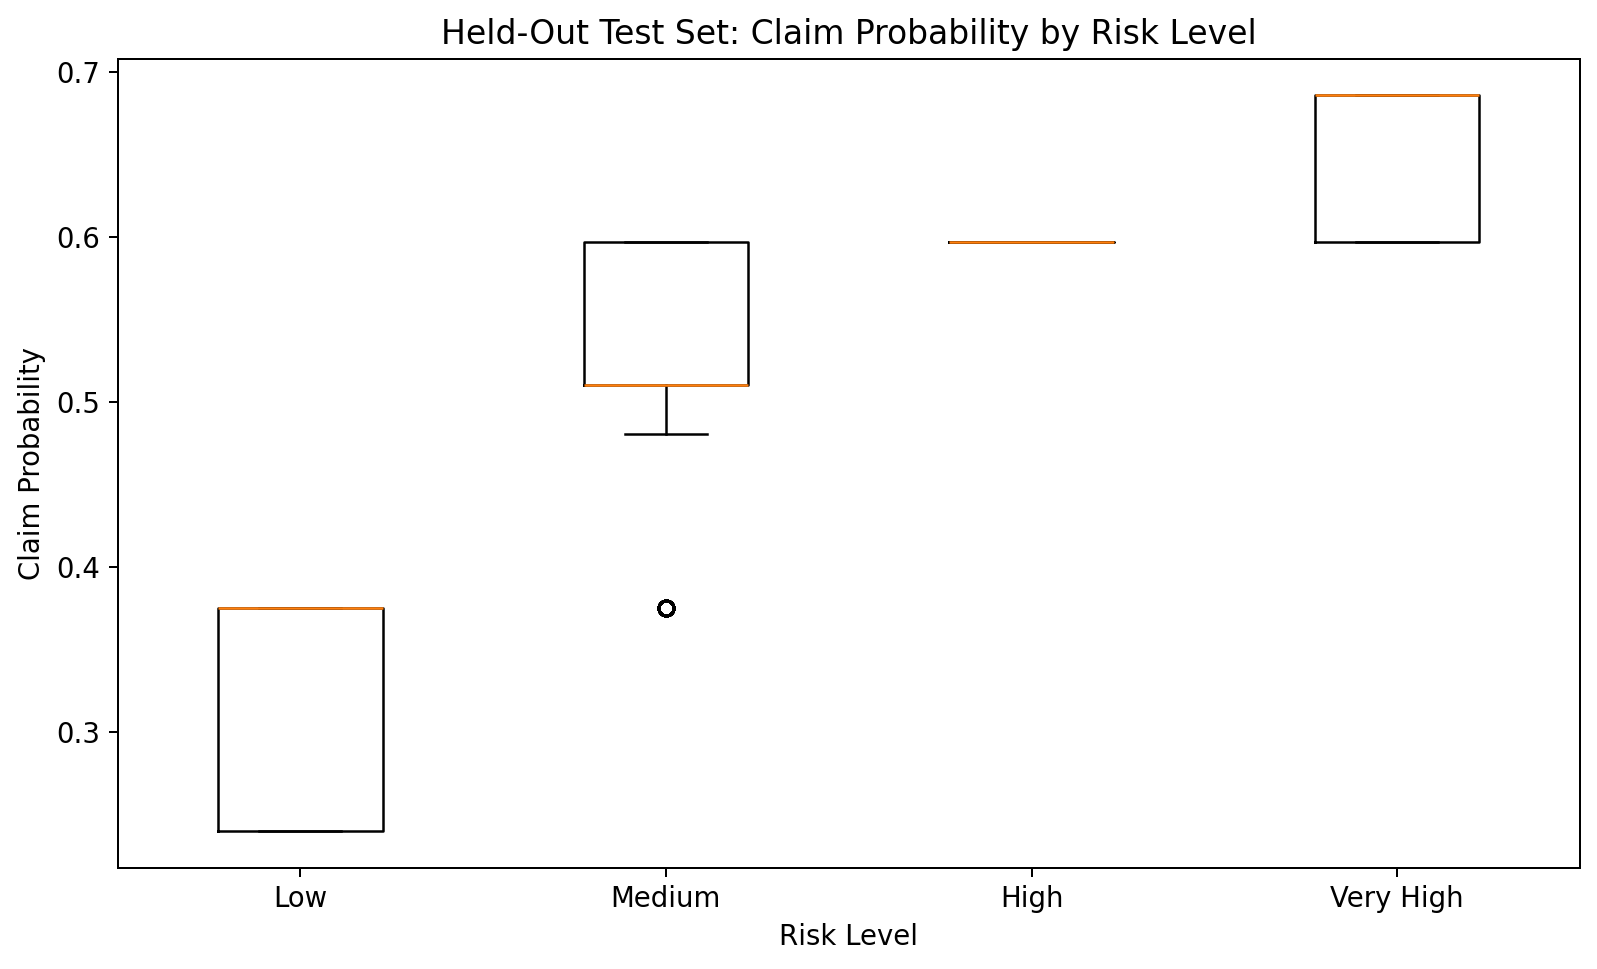 Held-Out Test Set: Claim Probability by Risk Level
0.7
0.6
0.5
0.4
0.3
Claim Probability
Low Medium High Very High
Risk Level